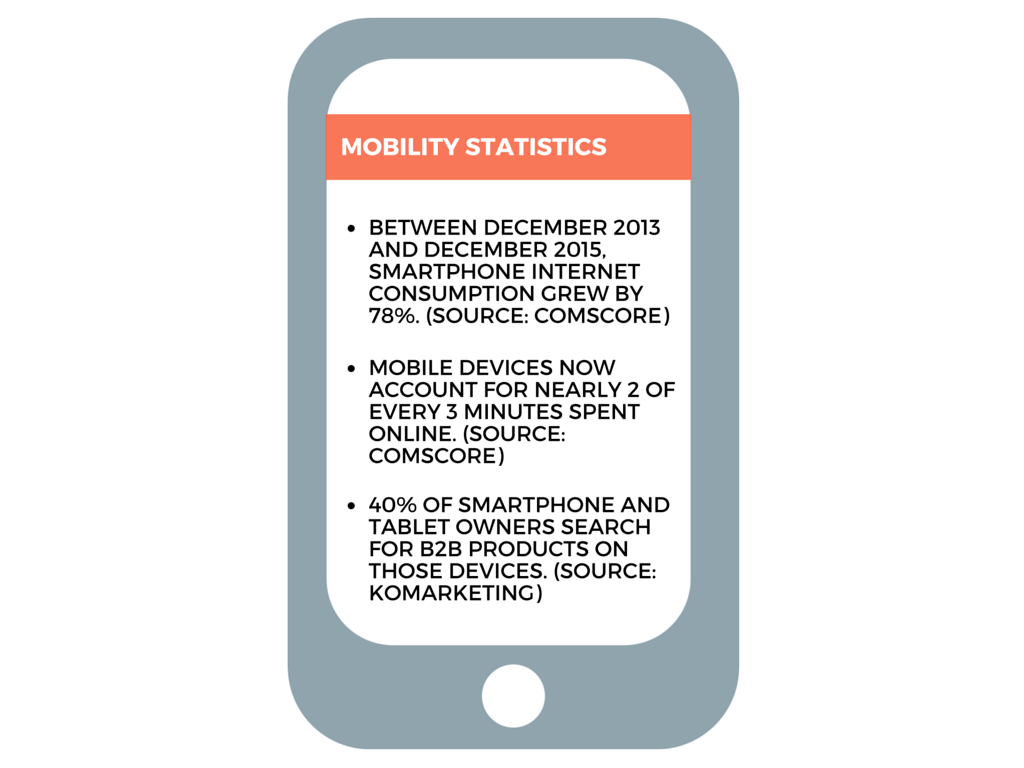 MOBILITY STATISTICS
• BETWEEN DECEMBER 2013
AND DECEMBER 2015,
SMARTPHONE INTERNET
CONSUMPTION GREW BY
78%. (SOURCE: COMSCORE)
• MOBILE DEVICES NOW
ACCOUNT FOR NEARLY 2 OF
EVERY 3 MINUTES SPENT
ONLINE. (SOURCE:
COMSCORE)
• 40% OF SMARTPHONE AND
TABLET OWNERS SEARCH
FOR B2B PRODUCTS ON
THOSE DEVICES. (SOURCE:
KOMARKETING)